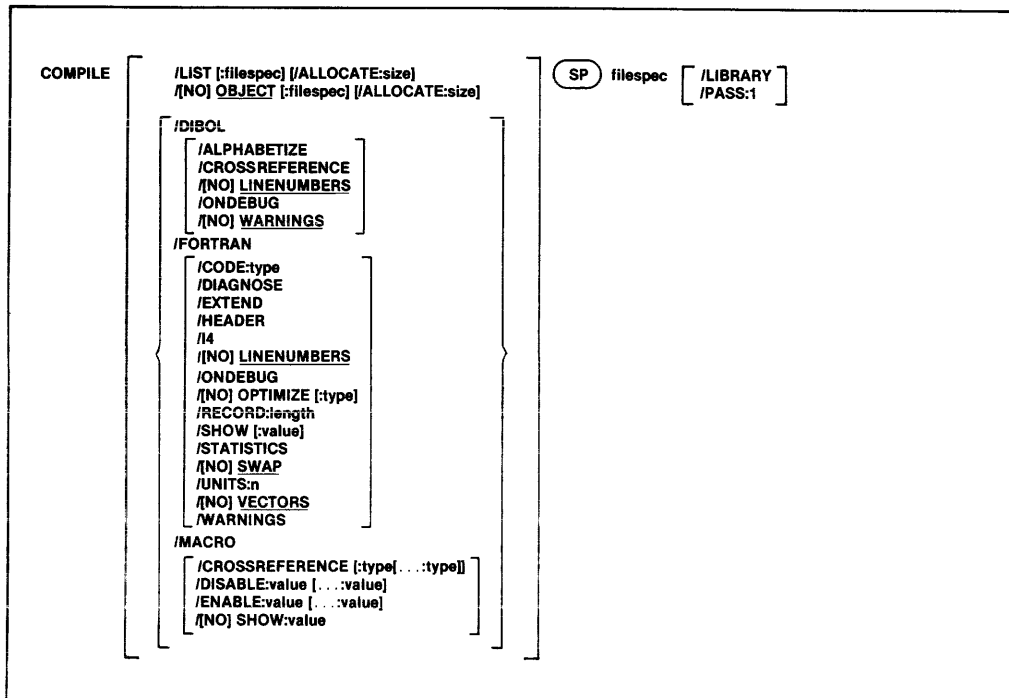 COMPILE /LIST [:filespec] [/ALLOCATE:size] SP filespec /LIBRARY
/[NO] OBJECT [:filespec] [/ALLOCATE:size] /PASS:1
/DIBOL
/ALPHABETIZE
/CROSSREFERENCE
/[NO] LINENUMBERS
/ONDEBUG
/[NO] WARNINGS
/FORTRAN
/CODE:type
/DIAGNOSE
/EXTEND
/HEADER
/I4
/[NO] LINENUMBERS
/ONDEBUG
/[NO] OPTIMIZE [:type]
/RECORD:length
/SHOW [:value]
/STATISTICS
/[NO] SWAP
/UNITS:n
/[NO] VECTORS
/WARNINGS
/MACRO
/CROSSREFERENCE [:type[...:type]]
/DISABLE:value [...:value]
/ENABLE:value [...:value]
/[NO] SHOW:value